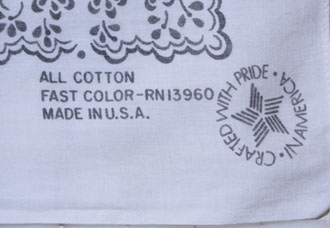 ALL COTTON
FAST COLOR-RN13960
MADE IN U.S.A.
CRAFTED WITH PRIDE • IN AMERICA •